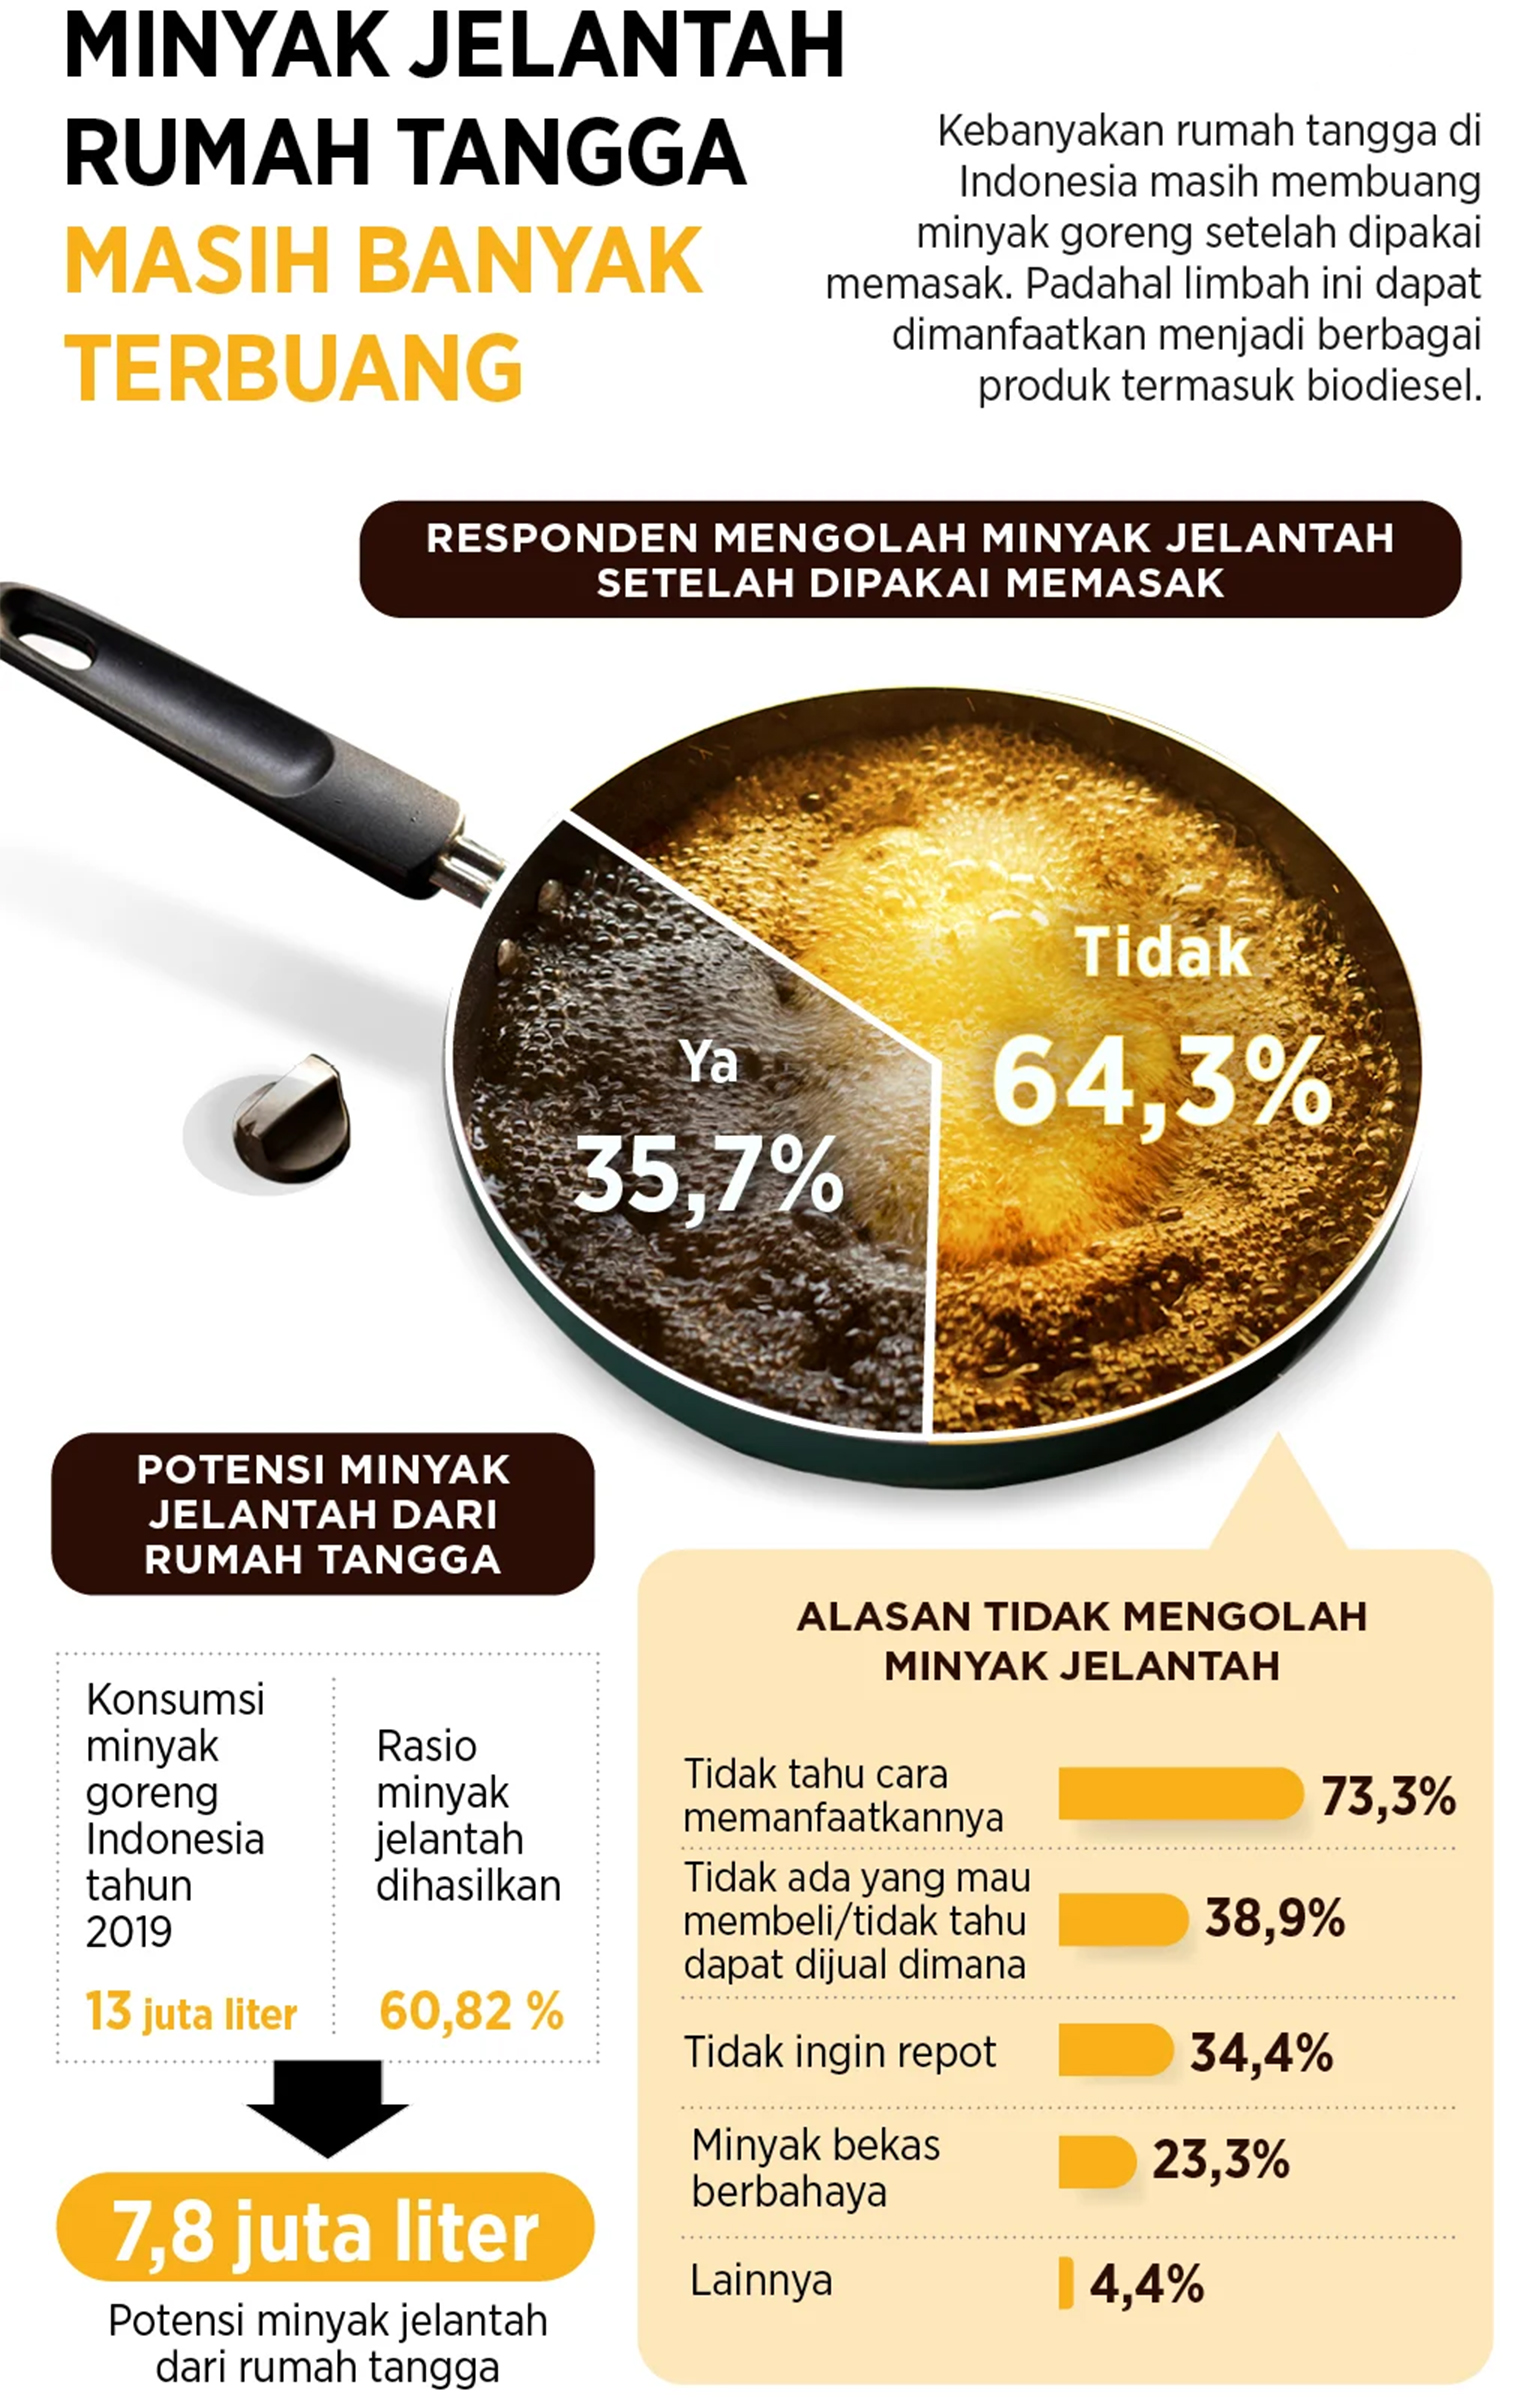 MINYAK JELANTAH
RUMAH TANGGA
MASIH BANYAK
TERBUANG
Kebanyakan rumah tangga di
Indonesia masih membuang
minyak goreng setelah dipakai
memasak. Padahal limbah ini dapat
dimanfaatkan menjadi berbagai
produk termasuk biodiesel.
RESPONDEN MENGOLAH MINYAK JELANTAH
SETELAH DIPAKAI MEMASAK
Tidak
64,3%
Ya
35,7%
POTENSI MINYAK
JELANTAH DARI
RUMAH TANGGA
Konsumsi
minyak
goreng
Indonesia
tahun
2019
13 juta liter
Rasio
minyak
jelantah
dihasilkan
60,82 %
7,8 juta liter
Potensi minyak jelantah
dari rumah tangga
ALASAN TIDAK MENGOLAH
MINYAK JELANTAH
Tidak tahu cara
memanfaatkannya
73,3%
Tidak ada yang mau
membeli/tidak tahu
dapat dijual dimana
38,9%
Tidak ingin repot
34,4%
Minyak bekas
berbahaya
23,3%
Lainnya
4,4%